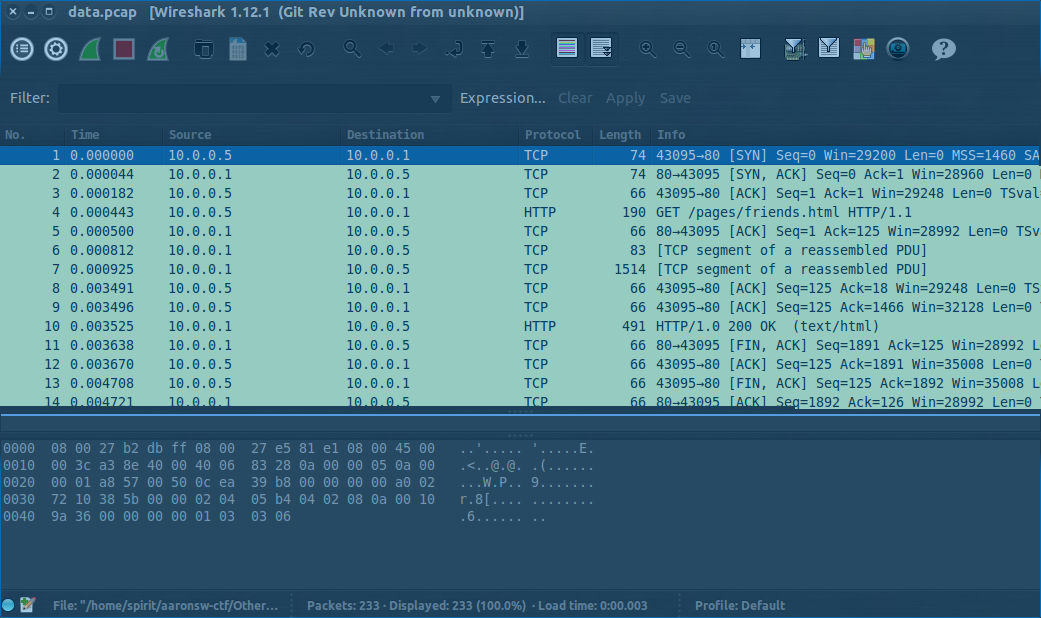 data.pcap [Wireshark 1.12.1 (Git Rev Unknown from unknown)]
Filter: Expression... Clear Apply Save
No. Time Source Destination Protocol Length Info
1 0.000000 10.0.0.5 10.0.0.1 TCP 74 43095→80 [SYN] Seq=0 Win=29200 Len=0 MSS=1460 SA
2 0.000044 10.0.0.1 10.0.0.5 TCP 74 80→43095 [SYN, ACK] Seq=0 Ack=1 Win=28960 Len=0
3 0.000182 10.0.0.5 10.0.0.1 TCP 66 43095→80 [ACK] Seq=1 Ack=1 Win=29248 Len=0 TSval
4 0.000443 10.0.0.5 10.0.0.1 HTTP 190 GET /pages/friends.html HTTP/1.1
5 0.000500 10.0.0.1 10.0.0.5 TCP 66 80→43095 [ACK] Seq=1 Ack=125 Win=28992 Len=0 TSv
6 0.000812 10.0.0.1 10.0.0.5 TCP 83 [TCP segment of a reassembled PDU]
7 0.000925 10.0.0.1 10.0.0.5 TCP 1514 [TCP segment of a reassembled PDU]
8 0.003491 10.0.0.5 10.0.0.1 TCP 66 43095→80 [ACK] Seq=125 Ack=18 Win=29248 Len=0 TS
9 0.003496 10.0.0.5 10.0.0.1 TCP 66 43095→80 [ACK] Seq=125 Ack=1466 Win=32128 Len=0
10 0.003525 10.0.0.1 10.0.0.5 HTTP 491 HTTP/1.0 200 OK (text/html)
11 0.003638 10.0.0.1 10.0.0.5 TCP 66 80→43095 [FIN, ACK] Seq=1891 Ack=125 Win=28992 L
12 0.003670 10.0.0.5 10.0.0.1 TCP 66 43095→80 [ACK] Seq=125 Ack=1891 Win=35008 Len=0
13 0.004708 10.0.0.5 10.0.0.1 TCP 66 43095→80 [FIN, ACK] Seq=125 Ack=1892 Win=35008 L
14 0.004721 10.0.0.1 10.0.0.5 TCP 66 80→43095 [ACK] Seq=1892 Ack=126 Win=28992 Len=0
0000 08 00 27 b2 db ff 08 00 27 e5 81 e1 08 00 45 00 ..'..... '.....E.
0010 00 3c a3 8e 40 00 40 06 83 28 0a 00 00 05 0a 00 .<..@.@. .(......
0020 00 01 a8 57 00 50 0c ea 39 b8 00 00 00 00 a0 02 ...W.P.. 9.......
0030 72 10 38 5b 00 00 02 04 05 b4 04 02 08 0a 00 10 r.8[.... ........
0040 9a 36 00 00 00 00 01 03 03 06 .6...... ..
File: "/home/spirit/aaronsw-ctf/Other... Packets: 233 · Displayed: 233 (100.0%) · Load time: 0:00.003 Profile: Default